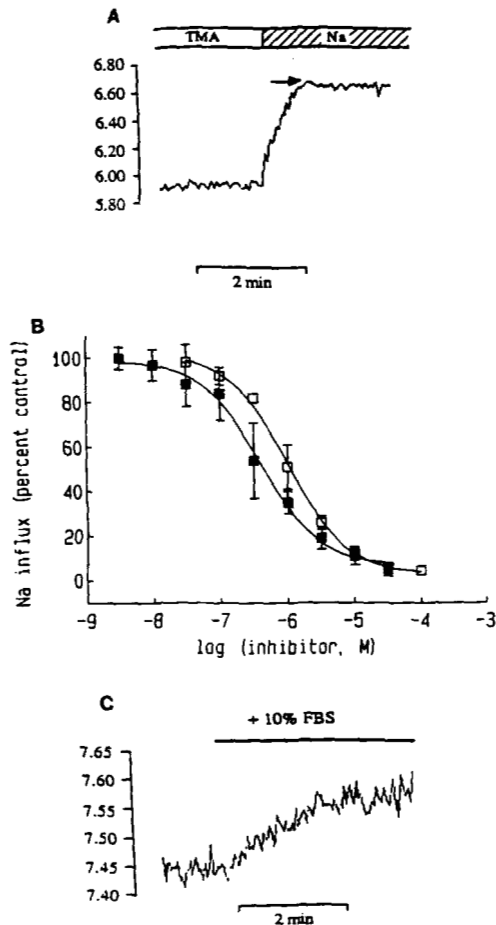 A
TMA
Na
6.80
6.60
6.40
6.20
6.00
5.80
2 min
B
Na influx (percent control)
100
80
60
40
20
0
-9 -8 -7 -6 -5 -4 -3
log (inhibitor, M)
C
+ 10% FBS
7.65
7.60
7.55
7.50
7.45
7.40
2 min